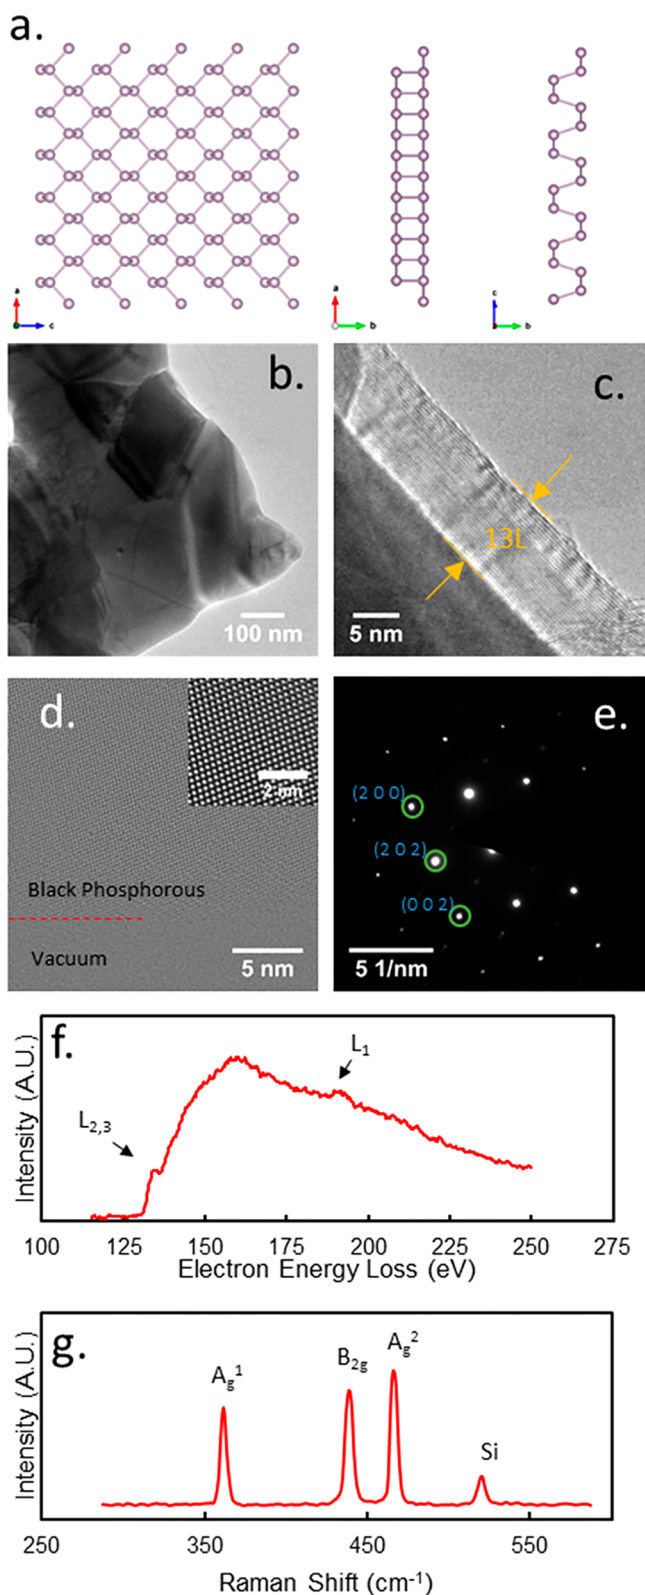 a.
a
c
a
b
c
b
b.
100 nm
c.
13L
5 nm
d.
2 nm
Black Phosphorous
Vacuum
5 nm
e.
(2 0 0)
(2 0 2)
(0 0 2)
5 1/nm
f.
Intensity (A.U.)
L2,3
L1
100 125 150 175 200 225 250 275
Electron Energy Loss (eV)
g.
Intensity (A.U.)
Ag1
B2g
Ag2
Si
250 350 450 550
Raman Shift (cm-1)